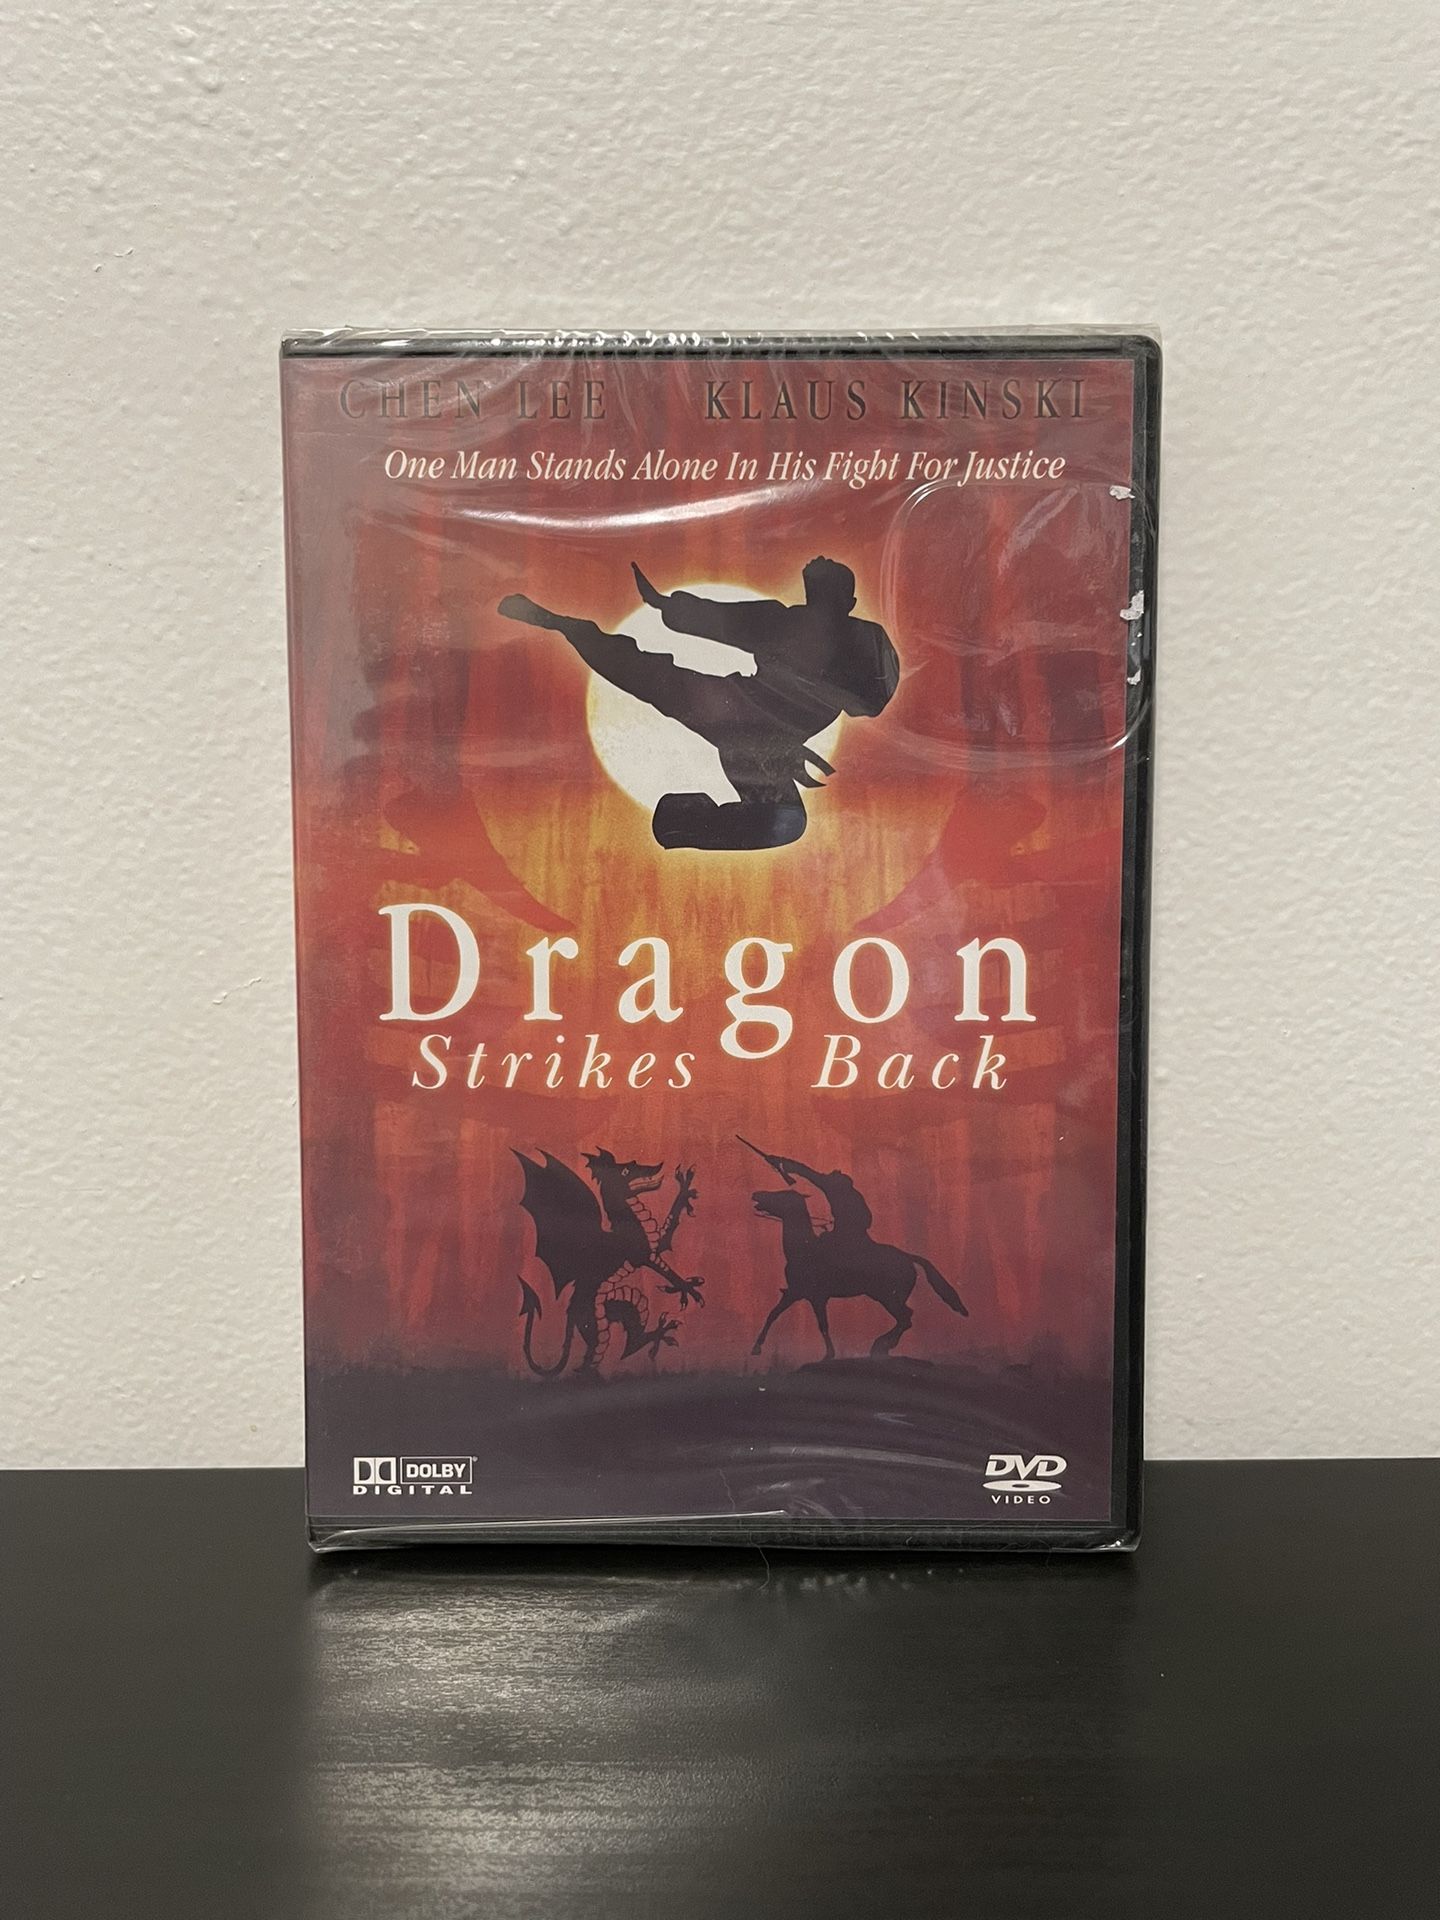 CHEN LEE KLAUS KINSKI
One Man Stands Alone In His Fight For Justice
Dragon
Strikes Back
DOLBY
DIGITAL
DVD
VIDEO